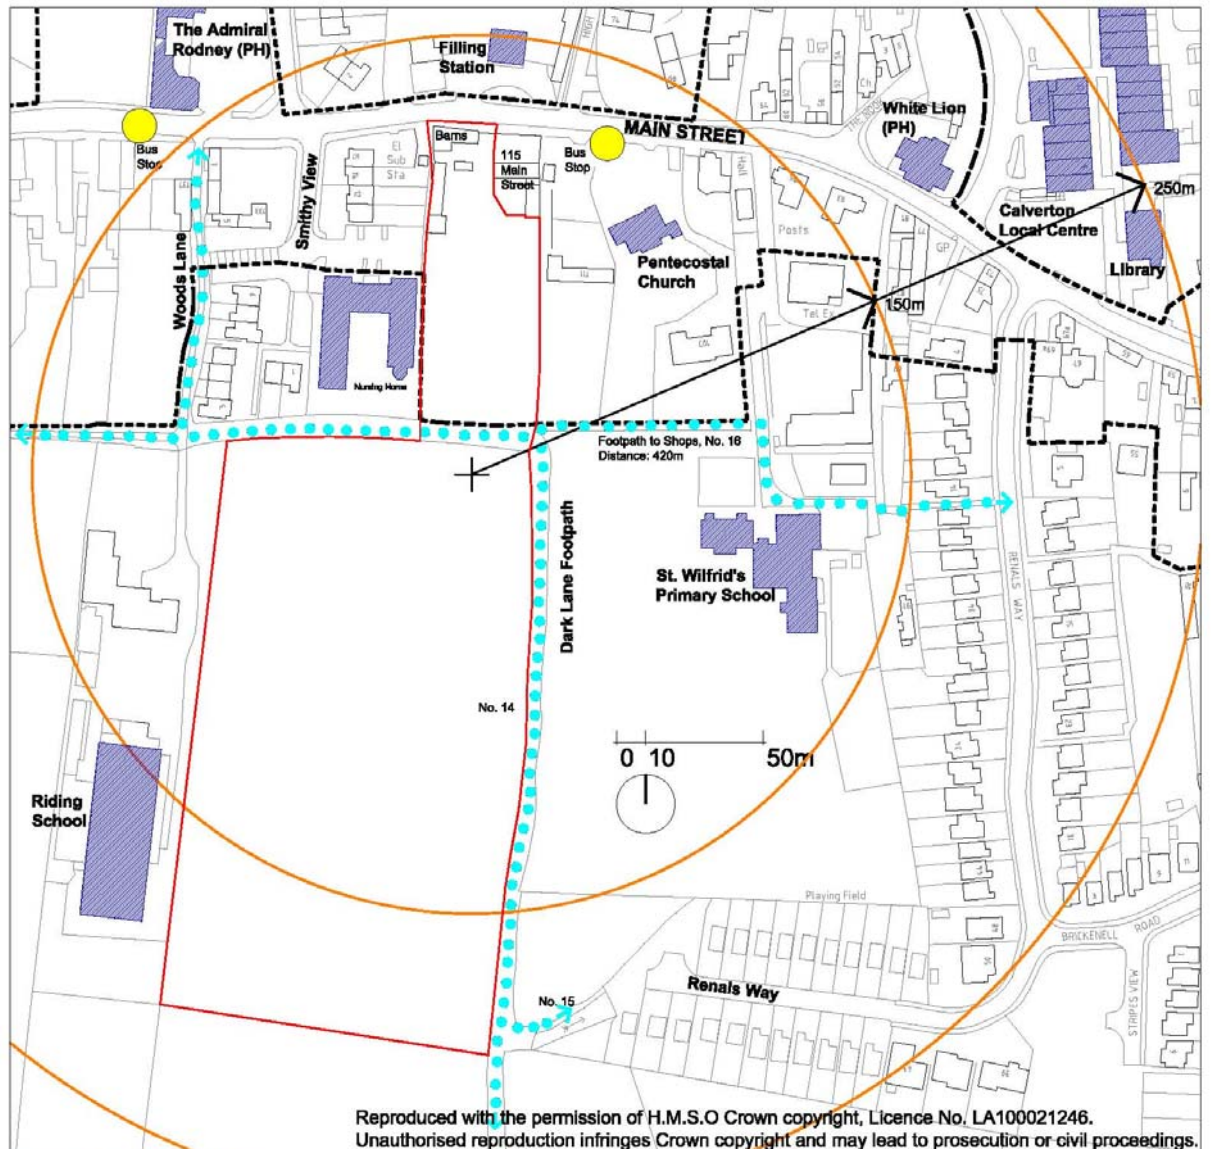 The Admiral
Rodney (PH)
Filling
Station
HIGH
Bus
Stop
MAIN STREET
White Lion
(PH)
Ch
Barns
El
Sub
Sta
115
Main
Street
Bus
Stop
Hall
250m
Calverton
Local Centre
Library
Smithy View
Woods Lane
Posts
GP
Pentecostal
Church
Tel Ex
150m
Nursing Home
Footpath to Shops, No. 16
Distance: 420m
Dark Lane Footpath
St. Wilfrid's
Primary School
RENALS WAY
No. 14
0 10 50m
Riding
School
Playing Field
BRICKENELL ROAD
Renals Way
STRIPES VIEW
No. 15
Reproduced with the permission of H.M.S.O Crown copyright, Licence No. LA100021246.
Unauthorised reproduction infringes Crown copyright and may lead to prosecution or civil proceedings.